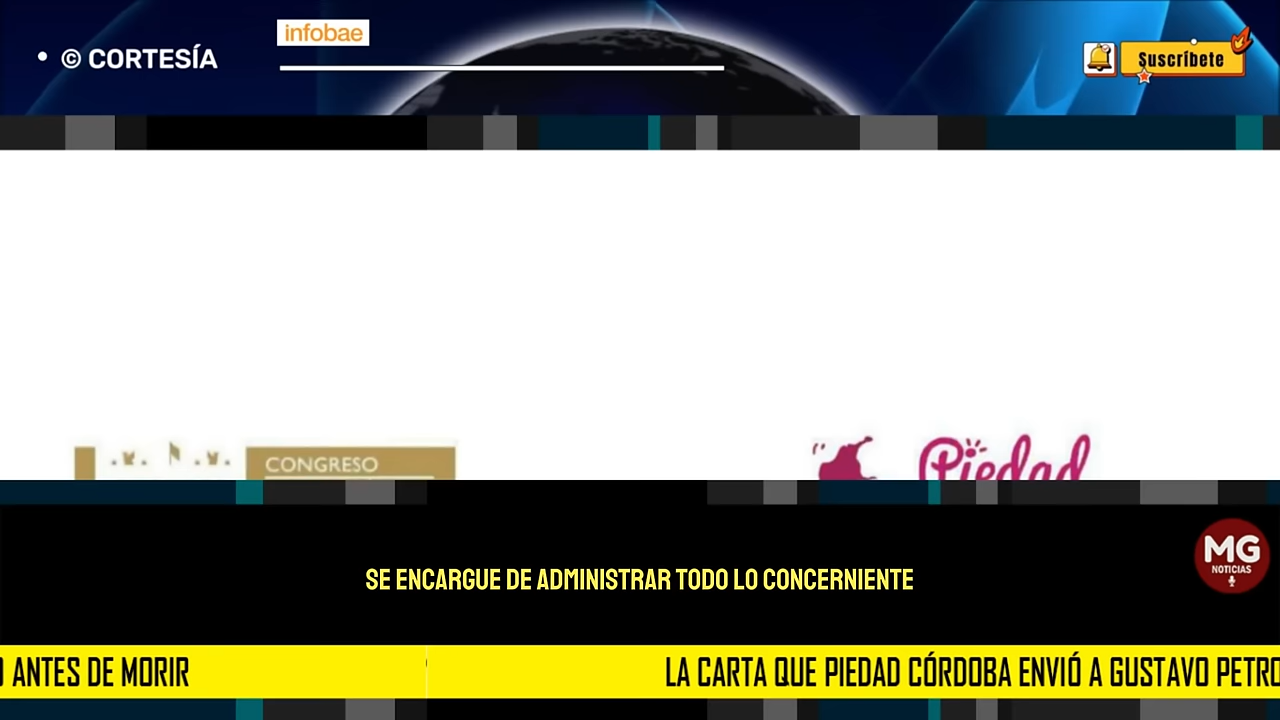 infobae
• © CORTESÍA
Suscríbete
CONGRESO
Piedad
MG
NOTICIAS
SE ENCARGUE DE ADMINISTRAR TODO LO CONCERNIENTE
ANTES DE MORIR
LA CARTA QUE PIEDAD CÓRDOBA ENVIÓ A GUSTAVO PETRO